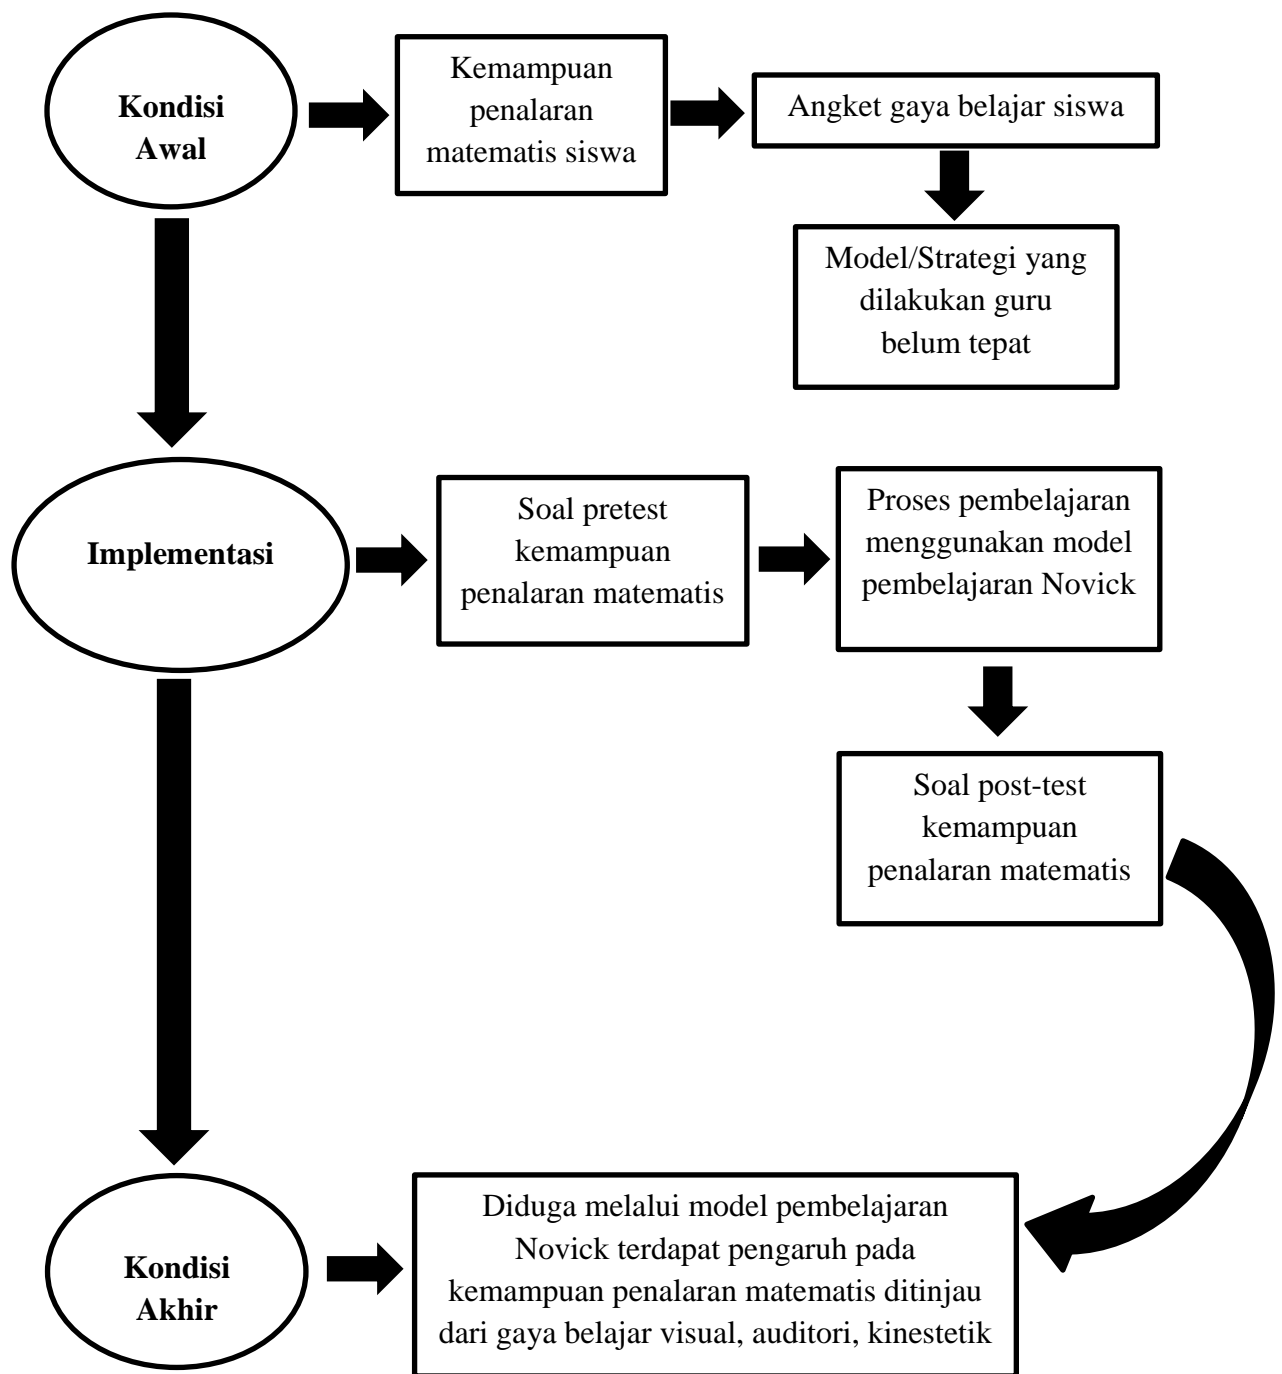 Kondisi
Awal
Kemampuan
penalaran
matematis siswa
Angket gaya belajar siswa
Model/Strategi yang
dilakukan guru
belum tepat
Implementasi
Soal pretest
kemampuan
penalaran matematis
Proses pembelajaran
menggunakan model
pembelajaran Novick
Soal post-test
kemampuan
penalaran matematis
Kondisi
Akhir
Diduga melalui model pembelajaran
Novick terdapat pengaruh pada
kemampuan penalaran matematis ditinjau
dari gaya belajar visual, auditori, kinestetik